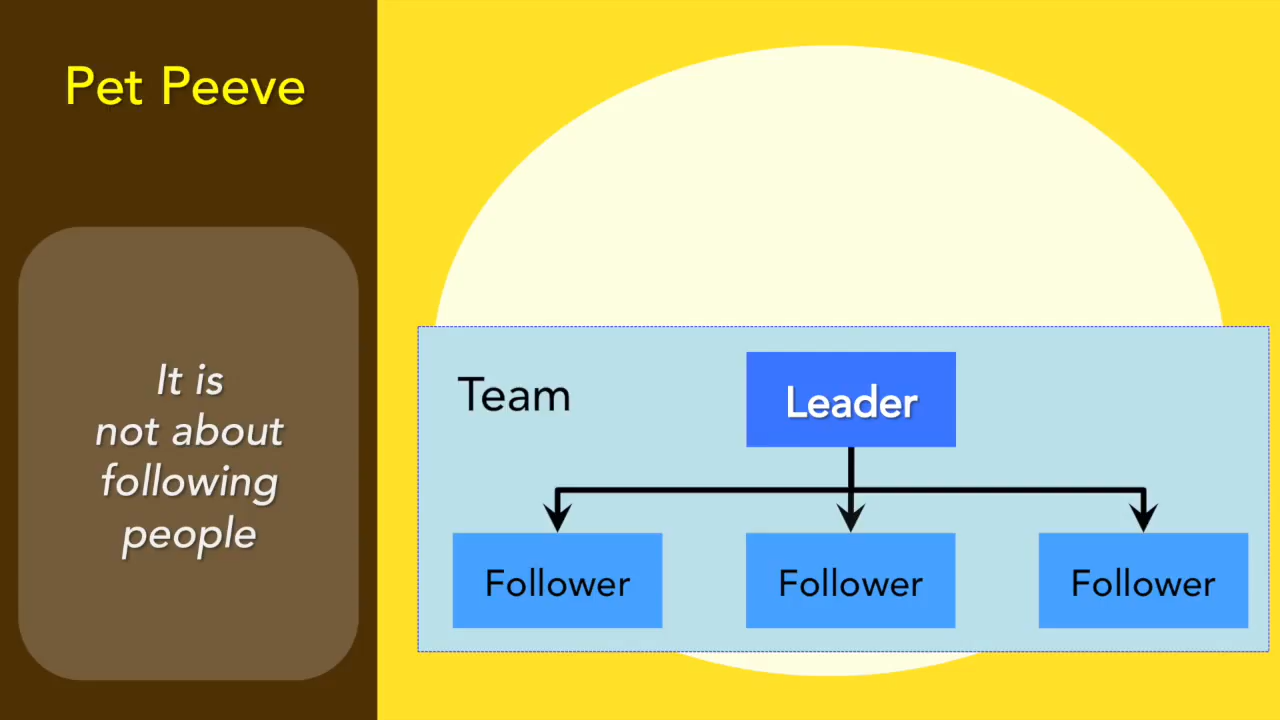 Pet Peeve
It is
not about
following
people
Team
Leader
Follower
Follower
Follower